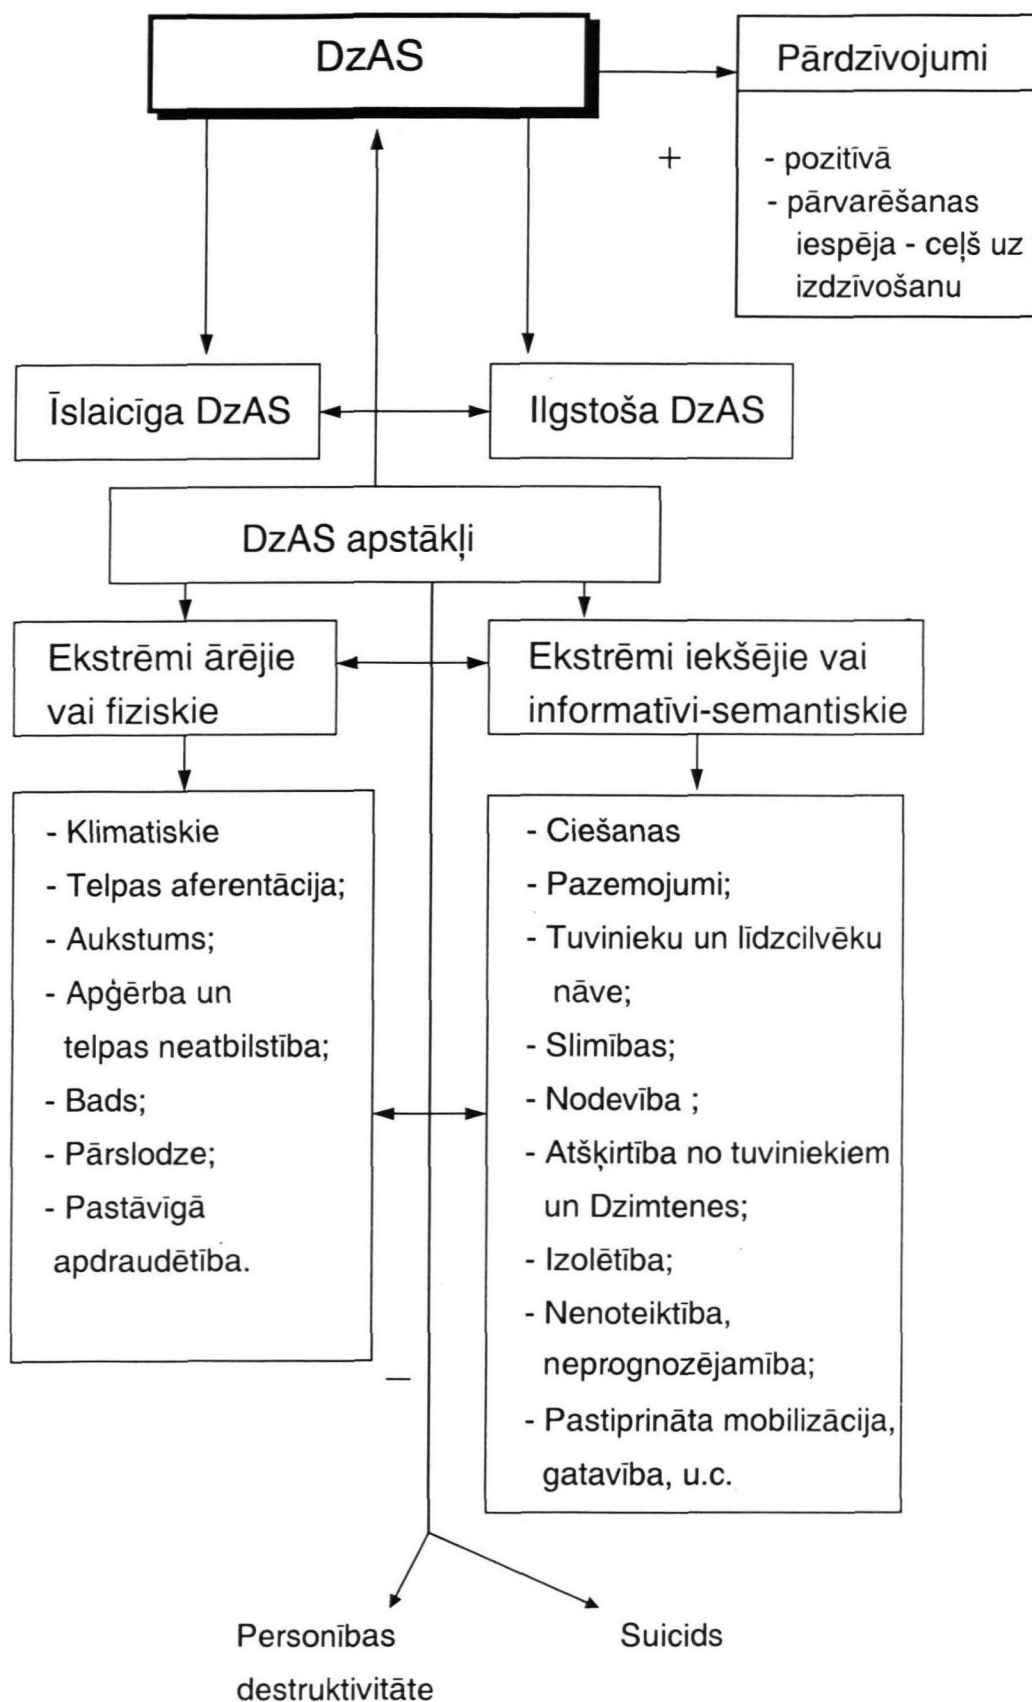 DzAS
Pārdzīvojumi
+
- pozitīvā
- pārvarēšanas
iespēja - ceļš uz
izdzīvošanu
Īslaicīga DzAS
Ilgstoša DzAS
DzAS apstākļi
Ekstrēmi ārējie
vai fiziskie
Ekstrēmi iekšējie vai
informatīvi-semantiskie
- Klimatiskie
- Telpas aferentācija;
- Aukstums;
- Apģērba un
telpas neatbilstība;
- Bads;
- Pārslodze;
- Pastāvīgā
apdraudētība.
- Ciešanas
- Pazemojumi;
- Tuvinieku un līdzcilvēku
nāve;
- Slimības;
- Nodevība ;
- Atšķirtība no tuviniekiem
un Dzimtenes;
- Izolētība;
- Nenoteiktība,
neprognozējamība;
- Pastiprināta mobilizācija,
gatavība, u.c.
–
Personības
destruktivitāte
Suicids